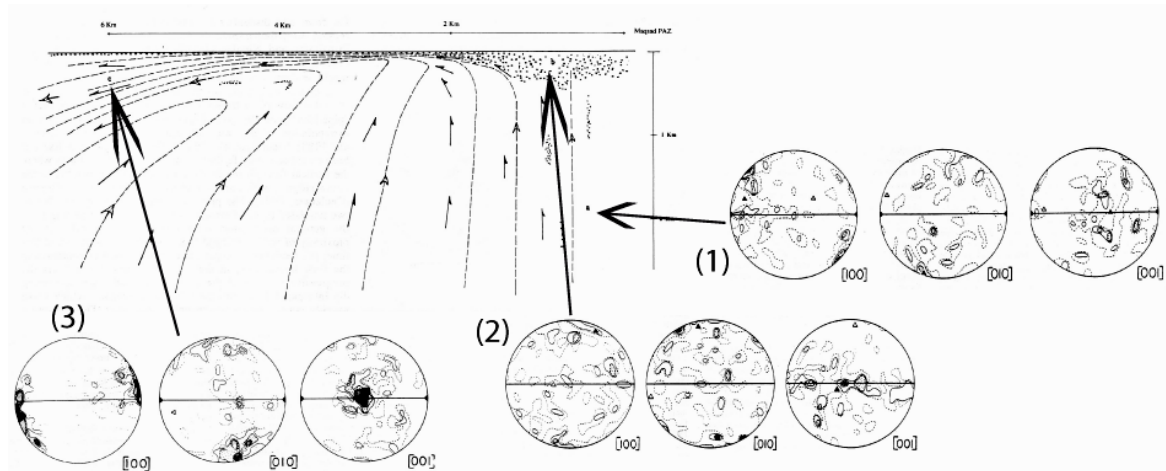 6 Km 4 Km 2 Km Maqsad PAZ
c
b
1 Km
a
(1)
[100] [010] [001]
(3)
(2)
[100] [010] [001]
[100] [010] [001]